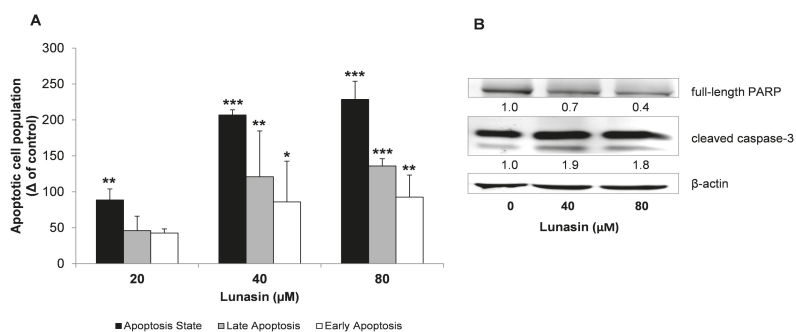 A
Apoptotic cell population
(Δ of control)
300
250
200
150
100
50
0
**
***
**
*
***
***
**
20
40
80
Lunasin (μM)
Apoptosis State
Late Apoptosis
Early Apoptosis
B
full-length PARP
1.0 0.7 0.4
cleaved caspase-3
1.0 1.9 1.8
β-actin
0 40 80
Lunasin (μM)